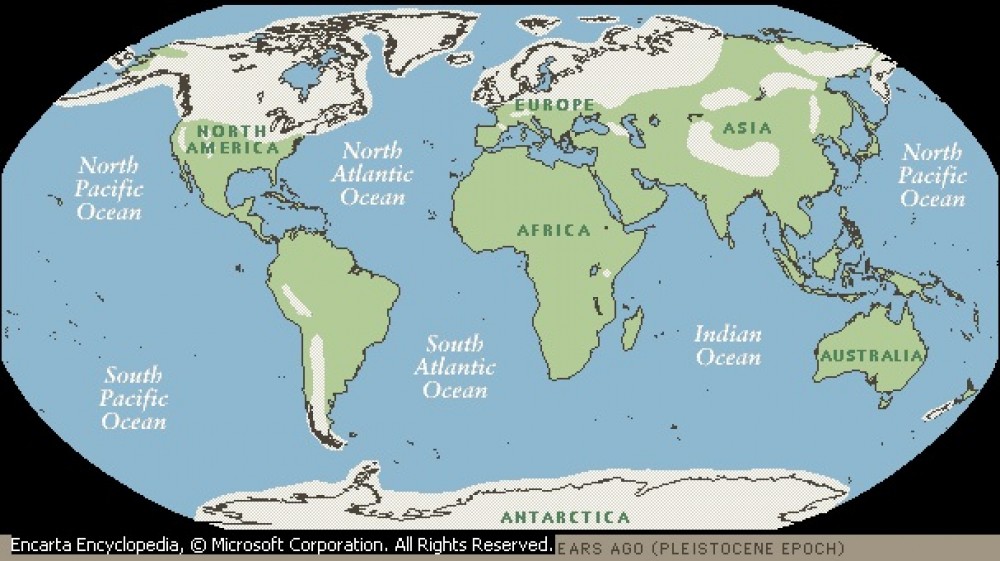 EUROPE
NORTH
AMERICA
ASIA
North
Pacific
Ocean
North
Atlantic
Ocean
North
Pacific
Ocean
AFRICA
South
Atlantic
Ocean
Indian
Ocean
AUSTRALIA
South
Pacific
Ocean
ANTARCTICA
Encarta Encyclopedia, © Microsoft Corporation. All Rights Reserved.
EARS AGO (PLEISTOCENE EPOCH)